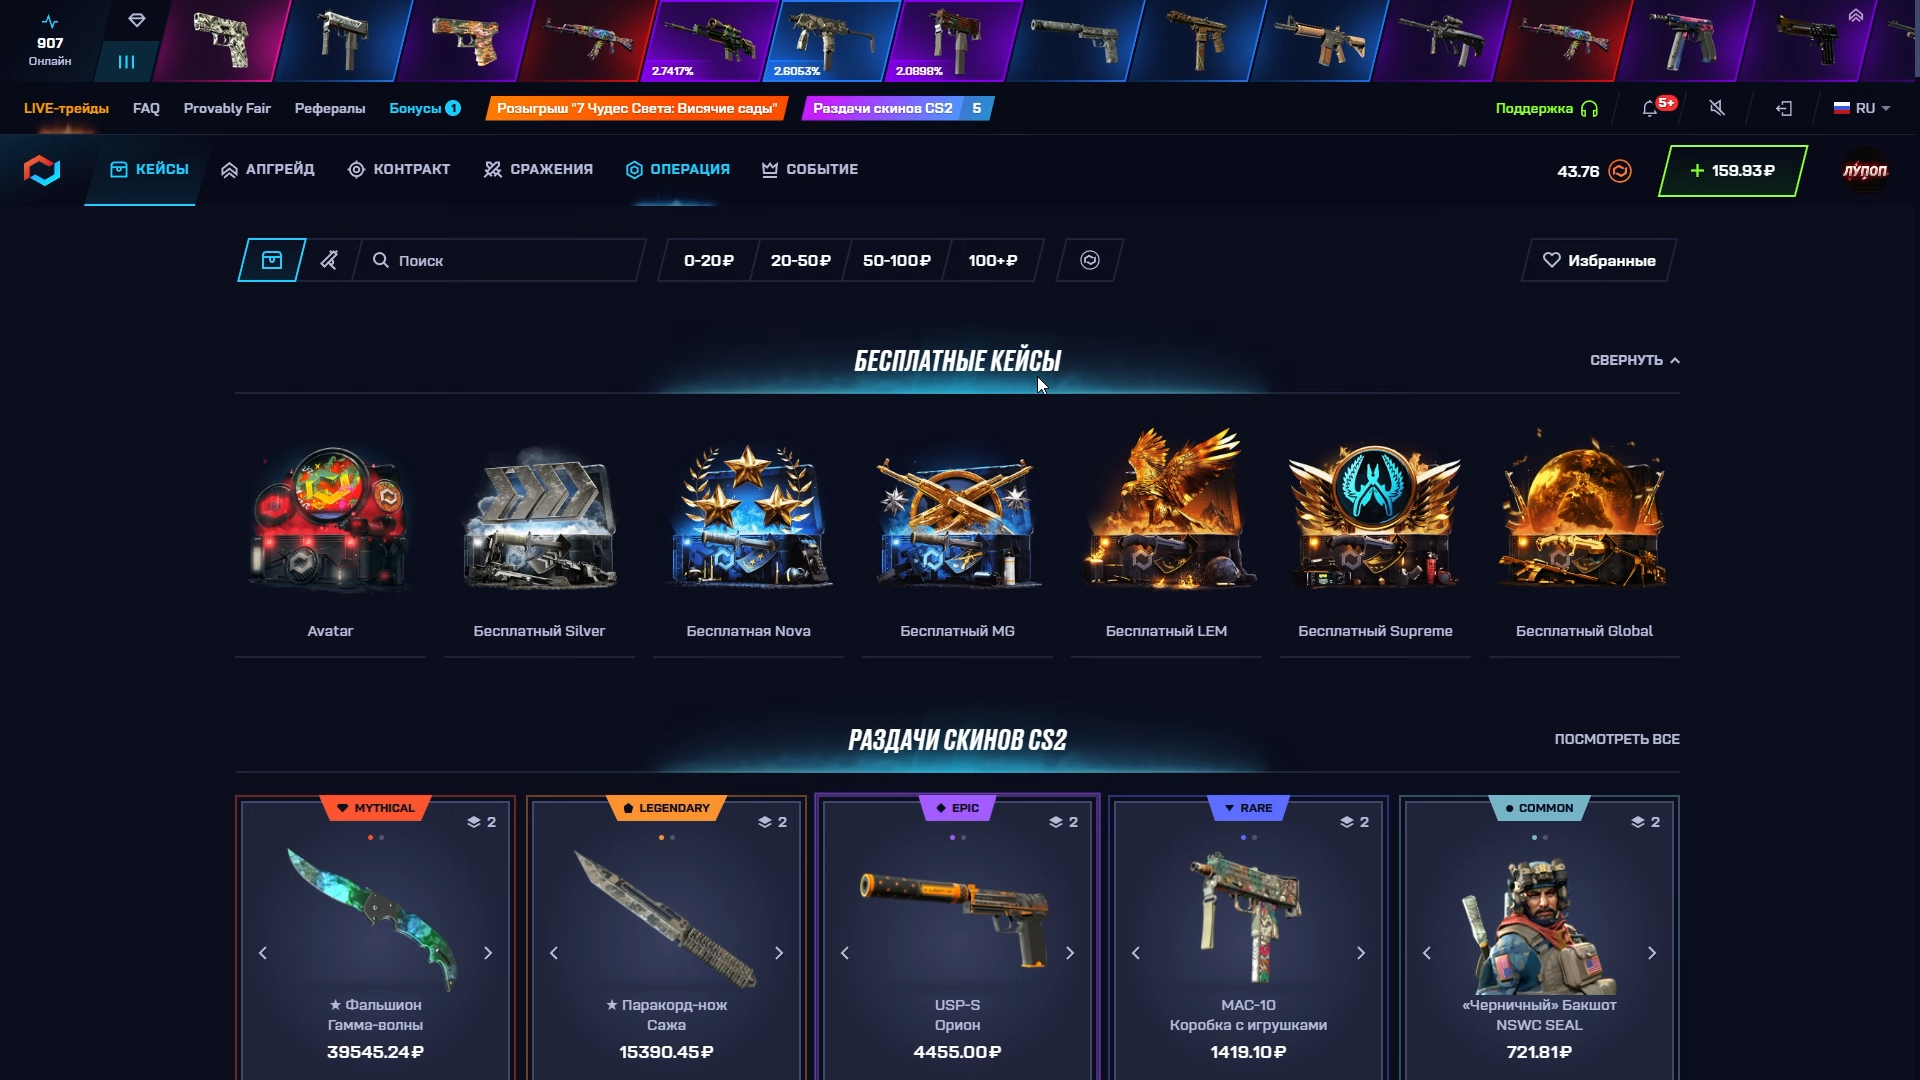 907
Онлайн
2.7417%
2.6053%
2.0898%
LIVE-трейды
FAQ
Provably Fair
Рефералы
Бонусы 1
Розыгрыш "7 Чудес Света: Висячие сады"
Раздачи скинов CS2 5
Поддержка
5+
RU
КЕЙСЫ
АПГРЕЙД
КОНТРАКТ
СРАЖЕНИЯ
ОПЕРАЦИЯ
СОБЫТИЕ
43.76
+ 159.93₽
ЛУПОП
Поиск
0-20₽
20-50₽
50-100₽
100+₽
Избранные
БЕСПЛАТНЫЕ КЕЙСЫ
СВЕРНУТЬ
Avatar
Бесплатный Silver
Бесплатная Nova
Бесплатный MG
Бесплатный LEM
Бесплатный Supreme
Бесплатный Global
РАЗДАЧИ СКИНОВ CS2
ПОСМОТРЕТЬ ВСЕ
MYTHICAL
2
★ Фальшион
Гамма-волны
39545.24₽
LEGENDARY
2
★ Паракорд-нож
Сажа
15390.45₽
EPIC
2
USP-S
Орион
4455.00₽
RARE
2
MAC-10
Коробка с игрушками
1419.10₽
COMMON
2
«Черничный» Бакшот
NSWC SEAL
721.81₽